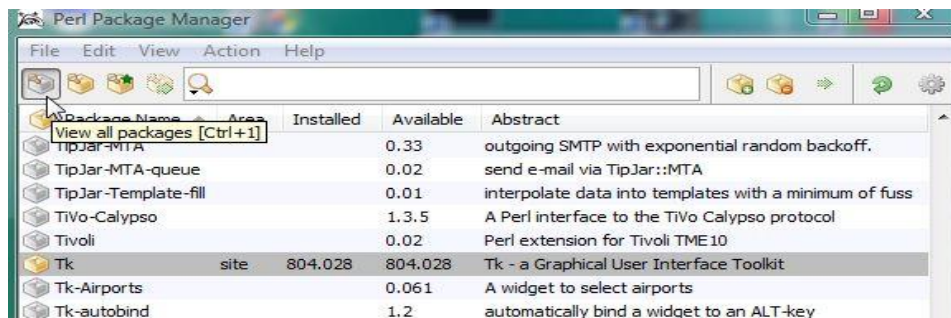 Perl Package Manager
File Edit View Action Help
Package Name Area Installed Available Abstract
View all packages [Ctrl+1]
TipJar-MTA 0.33 outgoing SMTP with exponential random backoff.
TipJar-MTA-queue 0.02 send e-mail via TipJar::MTA
TipJar-Template-fill 0.01 interpolate data into templates with a minimum of fuss
TiVo-Calypso 1.3.5 A Perl interface to the TiVo Calypso protocol
Tivoli 0.02 Perl extension for Tivoli TME10
Tk site 804.028 804.028 Tk - a Graphical User Interface Toolkit
Tk-Airports 0.061 A widget to select airports
Tk-autobind 1.2 automatically bind a widget to an ALT-key